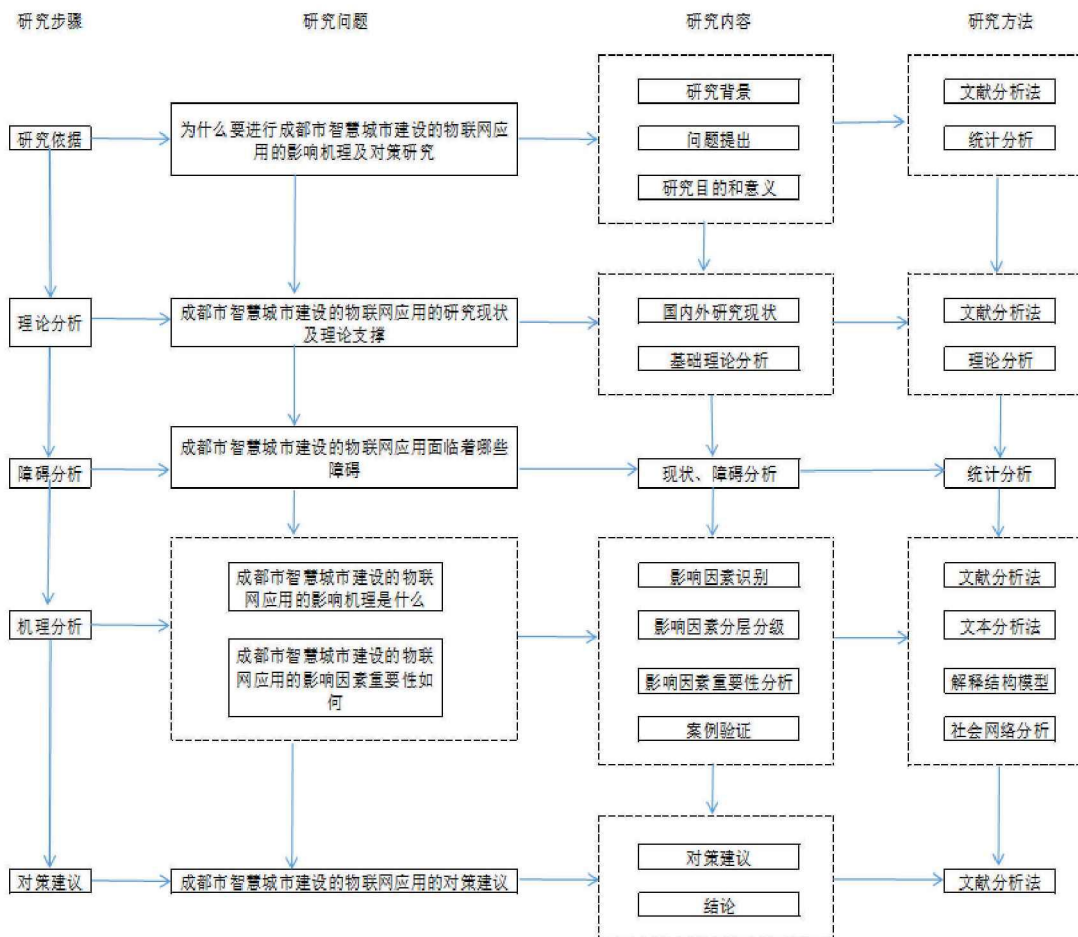 研究步骤
研究问题
研究内容
研究方法
研究依据
为什么要进行成都市智慧城市建设的物联网应
用的影响机理及对策研究
研究背景
问题提出
研究目的和意义
文献分析法
统计分析
理论分析
成都市智慧城市建设的物联网应用的研究现状
及理论支撑
国内外研究现状
基础理论分析
文献分析法
理论分析
障碍分析
成都市智慧城市建设的物联网应用面临着哪些
障碍
现状、障碍分析
统计分析
机理分析
成都市智慧城市建设的物联
网应用的影响机理是什么
成都市智慧城市建设的物联
网应用的影响因素重要性如
何
影响因素识别
影响因素分层分级
影响因素重要性分析
案例验证
文献分析法
文本分析法
解释结构模型
社会网络分析
对策建议
成都市智慧城市建设的物联网应用的对策建议
对策建议
结论
文献分析法